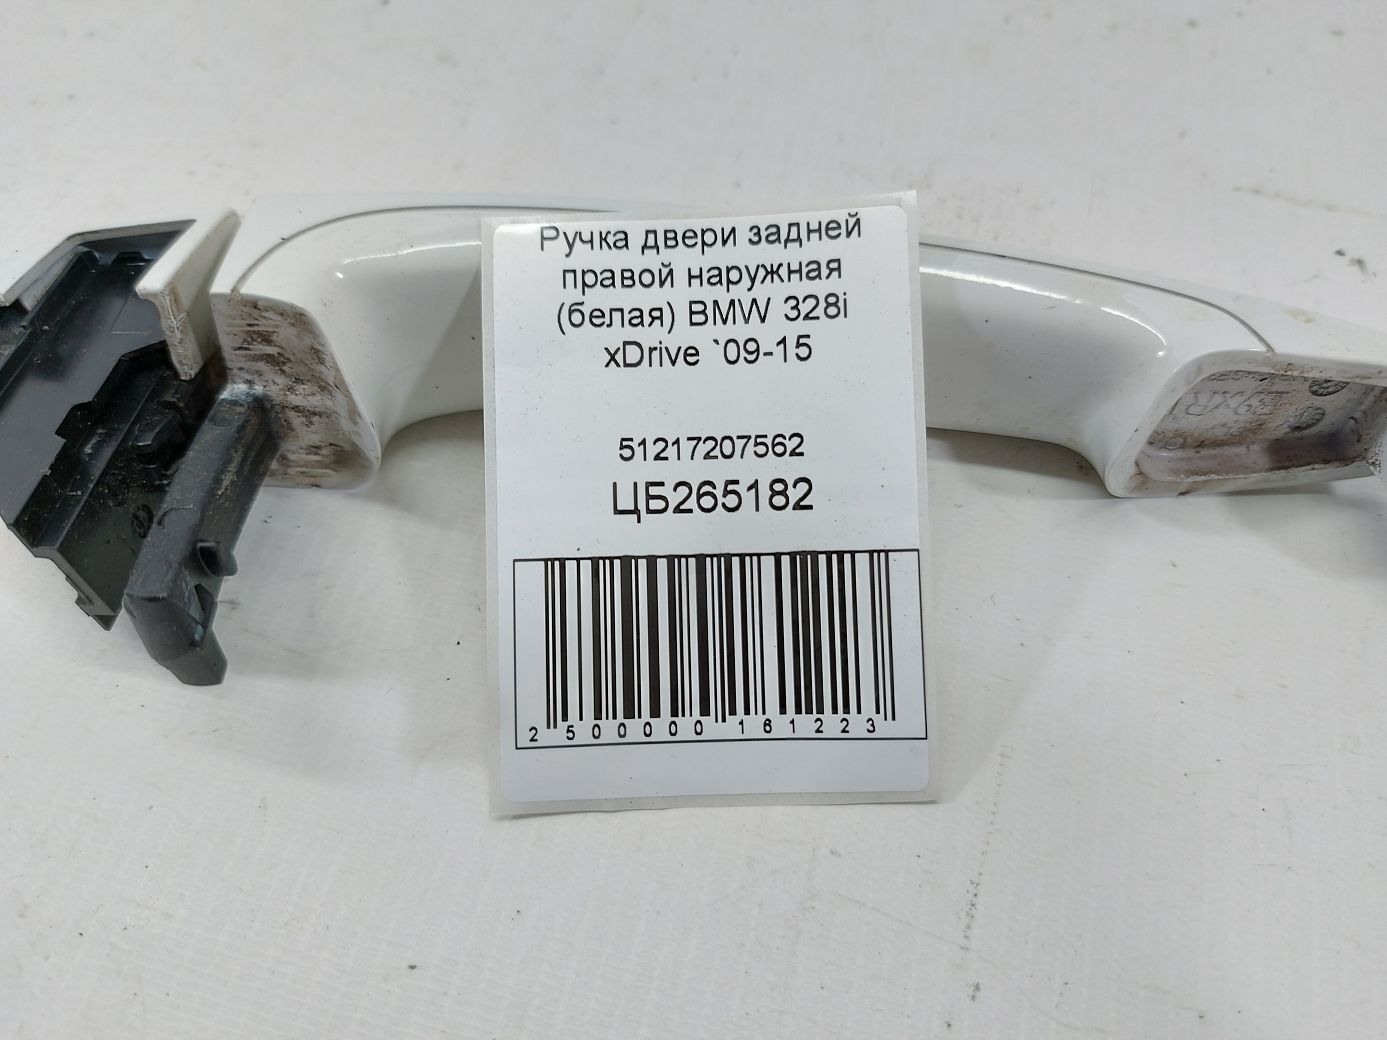 Ручка двери задней
правой наружная
(белая) BMW 328i
xDrive `09-15
51217207562
ЦБ265182
2 500000 161223